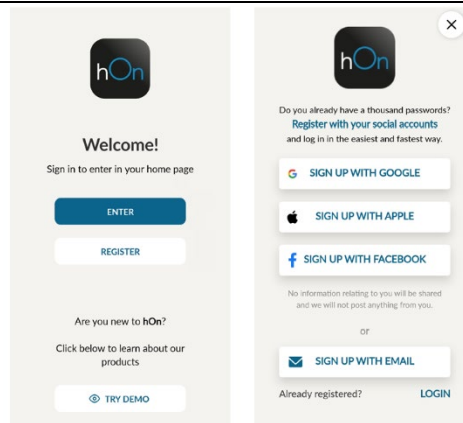 hOn
Welcome!
Sign in to enter in your home page
ENTER
REGISTER
Are you new to hOn?
Click below to learn about our
products
TRY DEMO
hOn
Do you already have a thousand passwords?
Register with your social accounts
and log in in the easiest and fastest way.
SIGN UP WITH GOOGLE
SIGN UP WITH APPLE
SIGN UP WITH FACEBOOK
No information relating to you will be shared
and we will not post anything from you.
or
SIGN UP WITH EMAIL
Already registered? LOGIN